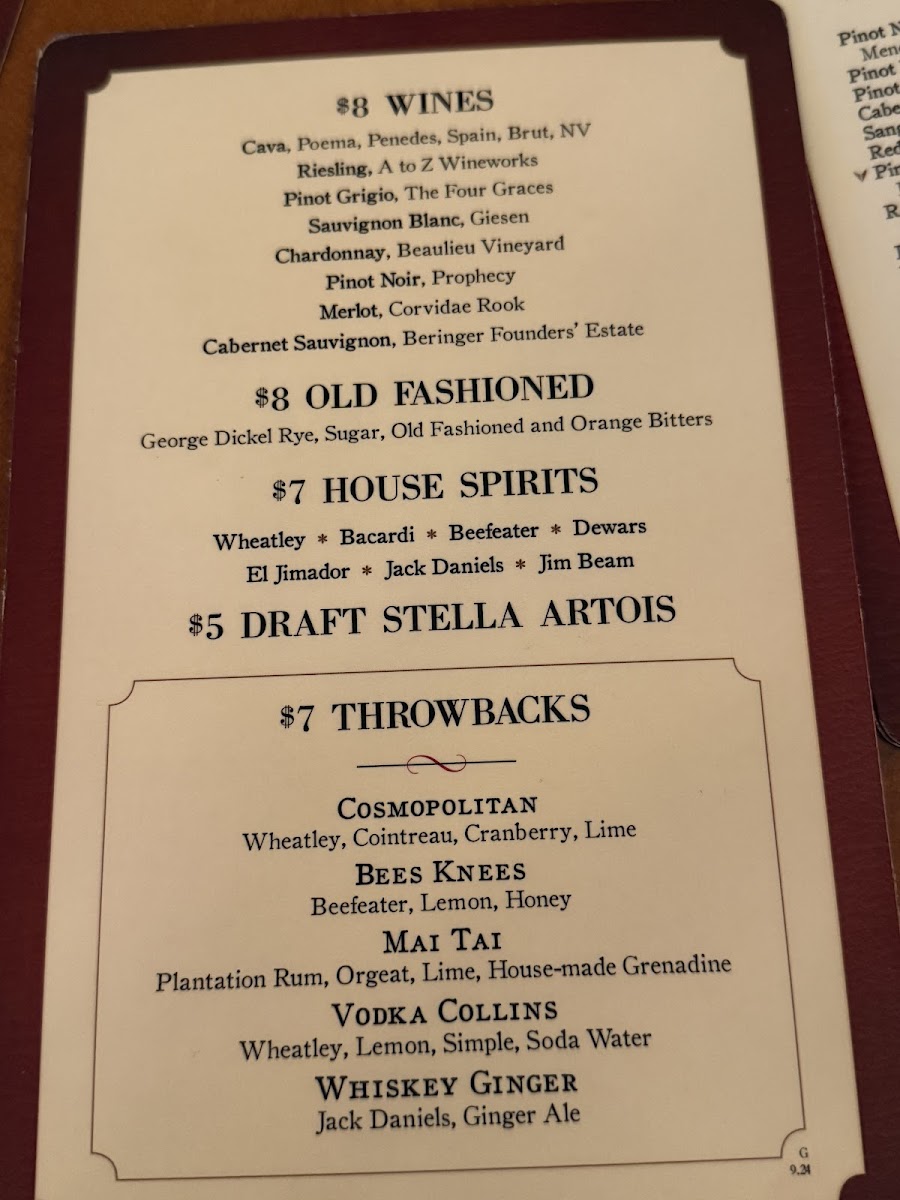 $8 WINES
Cava, Poema, Penedes, Spain, Brut, NV
Riesling, A to Z Wineworks
Pinot Grigio, The Four Graces
Sauvignon Blanc, Giesen
Chardonnay, Beaulieu Vineyard
Pinot Noir, Prophecy
Merlot, Corvidae Rook
Cabernet Sauvignon, Beringer Founders' Estate
$8 OLD FASHIONED
George Dickel Rye, Sugar, Old Fashioned and Orange Bitters
$7 HOUSE SPIRITS
Wheatley * Bacardi * Beefeater * Dewars
El Jimador * Jack Daniels * Jim Beam
$5 DRAFT STELLA ARTOIS
$7 THROWBACKS
COSMOPOLITAN
Wheatley, Cointreau, Cranberry, Lime
BEES KNEES
Beefeater, Lemon, Honey
MAI TAI
Plantation Rum, Orgeat, Lime, House-made Grenadine
VODKA COLLINS
Wheatley, Lemon, Simple, Soda Water
WHISKEY GINGER
Jack Daniels, Ginger Ale
G
9.24
Pinot
Pinot
Pinot